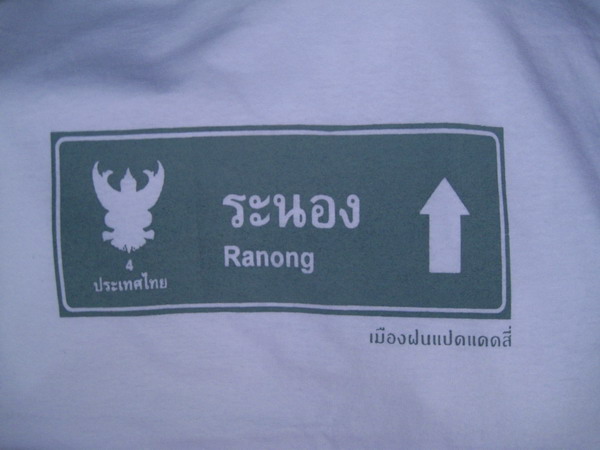 ระนอง
Ranong
4
ประเทศไทย
เมืองฝนแปดแดดสี่